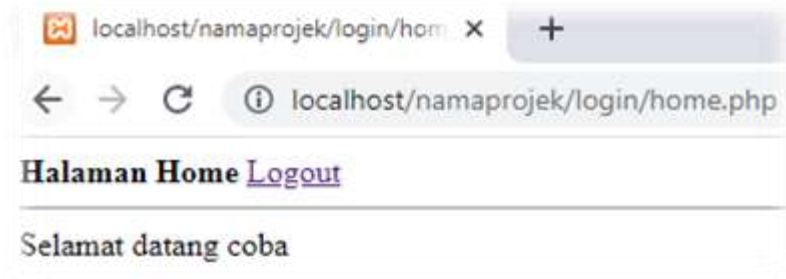 localhost/namaprojek/login/hom
localhost/namaprojek/login/home.php
Halaman Home Logout
Selamat datang coba